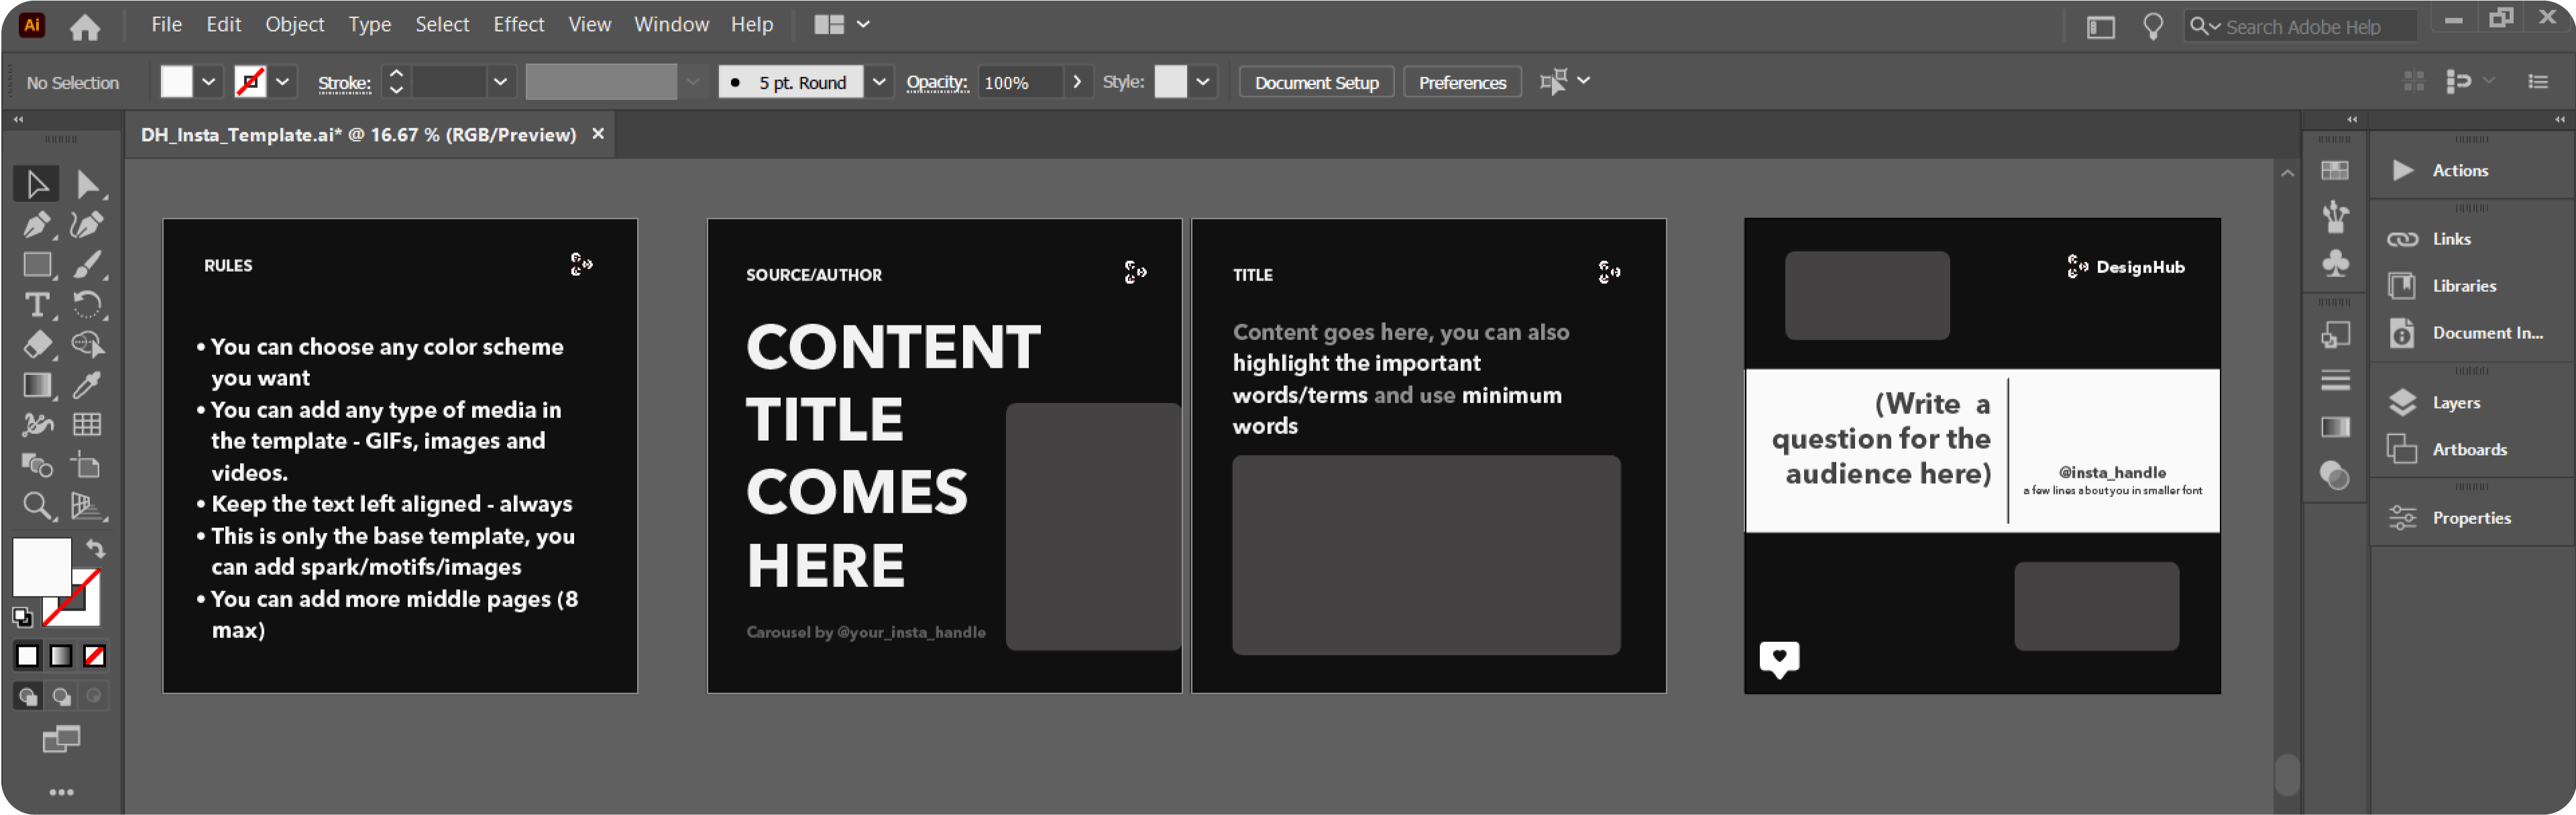 Ai File Edit Object Type Select Effect View Window Help Search Adobe Help
No Selection Stroke: 5 pt. Round Opacity: 100% Style: Document Setup Preferences
DH_Insta_Template.ai* @ 16.67 % (RGB/Preview)
RULES
• You can choose any color scheme
you want
• You can add any type of media in
the template - GIFs, images and
videos.
• Keep the text left aligned - always
• This is only the base template, you
can add spark/motifs/images
• You can add more middle pages (8
max)
SOURCE/AUTHOR
CONTENT
TITLE
COMES
HERE
Carousel by @your_insta_handle
TITLE
Content goes here, you can also
highlight the important
words/terms and use minimum
words
DesignHub
(Write a
question for the
audience here)
@insta_handle
a few lines about you in smaller font
Actions
Links
Libraries
Document In...
Layers
Artboards
Properties